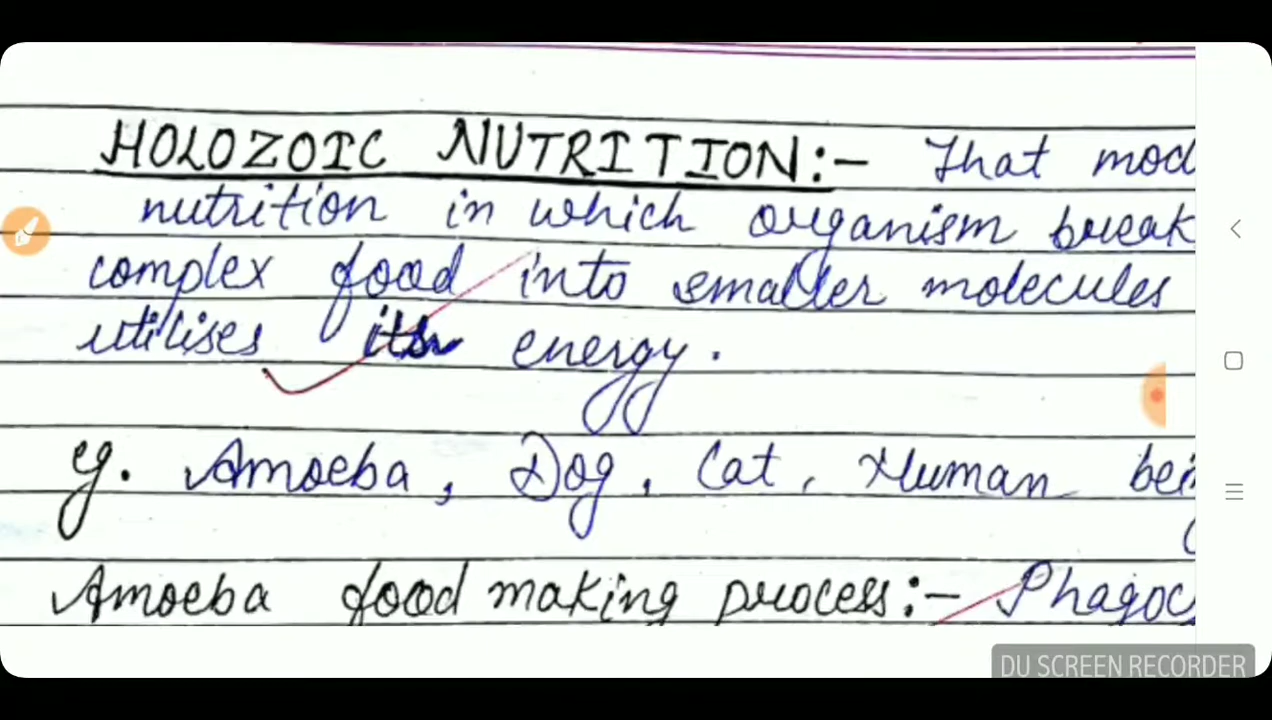 HOLOZOIC NUTRITION:- That mod
nutrition in which organism break
complex food into smaller molecules
utilises its energy.
eg. Amoeba, Dog, Cat, Human bei
Amoeba food making process:- Phagoc
DU SCREEN RECORDER